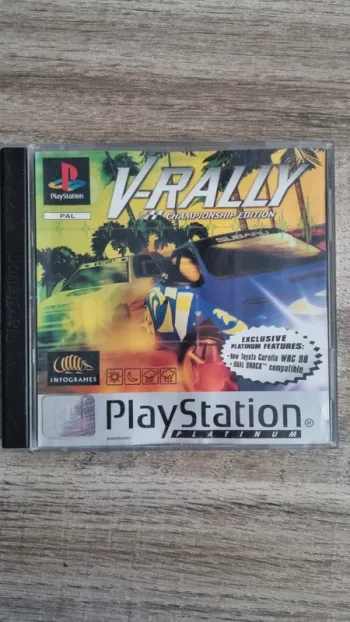 PlayStation
PAL
V-RALLY
CHAMPIONSHIP EDITION
SUBARU
PlayStation
EXCLUSIVE
PLATINUM FEATURES:
• New Toyota Corolla WRC 98
• DUAL SHOCK™ compatible
INFOGRAMES
PlayStation®
PLATINUM